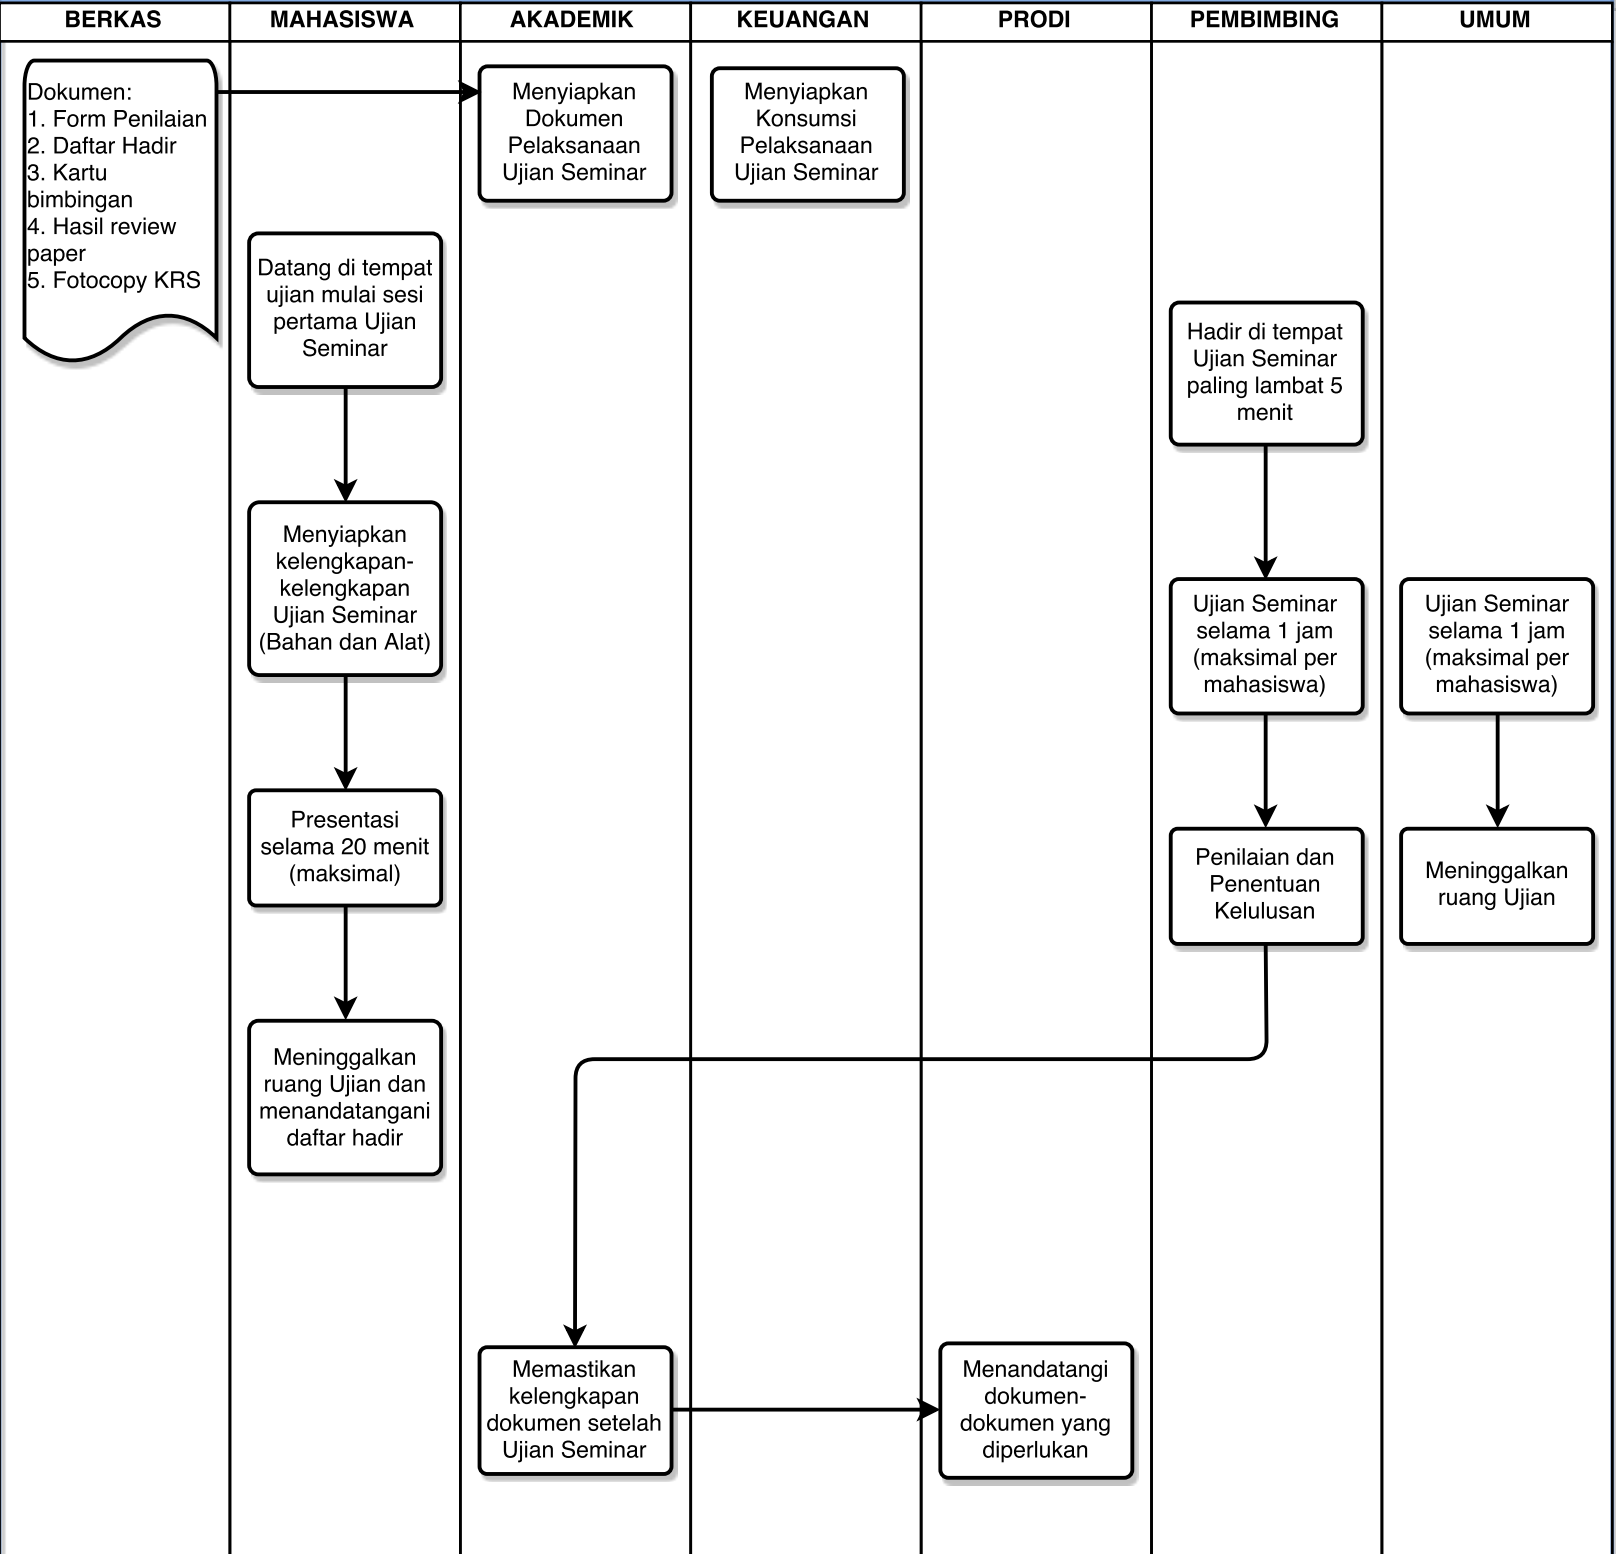 BERKAS
MAHASISWA
AKADEMIK
KEUANGAN
PRODI
PEMBIMBING
UMUM
Dokumen:
1. Form Penilaian
2. Daftar Hadir
3. Kartu
bimbingan
4. Hasil review
paper
5. Fotocopy KRS
Menyiapkan
Dokumen
Pelaksanaan
Ujian Seminar
Menyiapkan
Konsumsi
Pelaksanaan
Ujian Seminar
Datang di tempat
ujian mulai sesi
pertama Ujian
Seminar
Hadir di tempat
Ujian Seminar
paling lambat 5
menit
Menyiapkan
kelengkapan-
kelengkapan
Ujian Seminar
(Bahan dan Alat)
Ujian Seminar
selama 1 jam
(maksimal per
mahasiswa)
Ujian Seminar
selama 1 jam
(maksimal per
mahasiswa)
Presentasi
selama 20 menit
(maksimal)
Penilaian dan
Penentuan
Kelulusan
Meninggalkan
ruang Ujian
Meninggalkan
ruang Ujian dan
menandatangani
daftar hadir
Memastikan
kelengkapan
dokumen setelah
Ujian Seminar
Menandatangi
dokumen-
dokumen yang
diperlukan